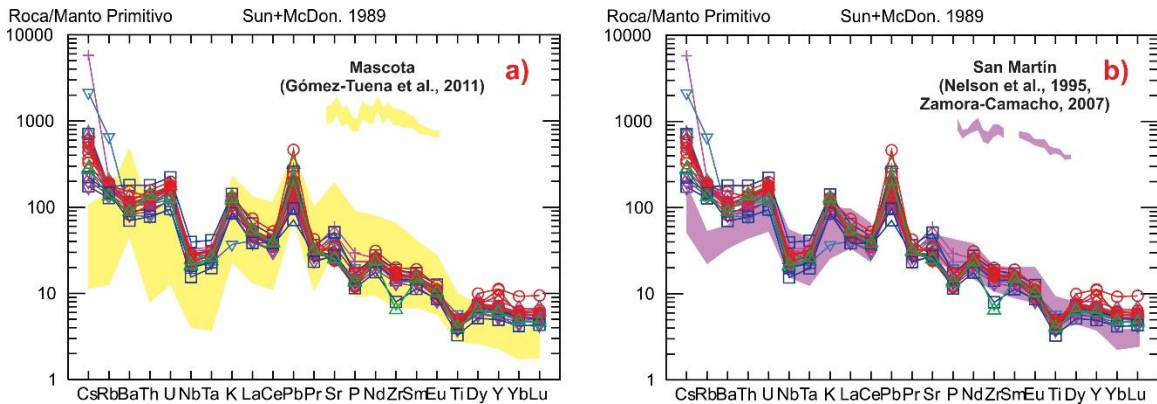 Roca/Manto Primitivo Sun+McDon. 1989
10000
1000
100
10
1
Mascota
(Gómez-Tuena et al., 2011)
a)
CsRbBaTh U NbTa K LaCePbPr Sr P NdZrSmEu Ti Dy Y YbLu
Roca/Manto Primitivo Sun+McDon. 1989
10000
1000
100
10
1
San Martín
(Nelson et al., 1995,
Zamora-Camacho, 2007)
b)
CsRbBaTh U NbTa K LaCePbPr Sr P NdZrSmEu Ti Dy Y YbLu